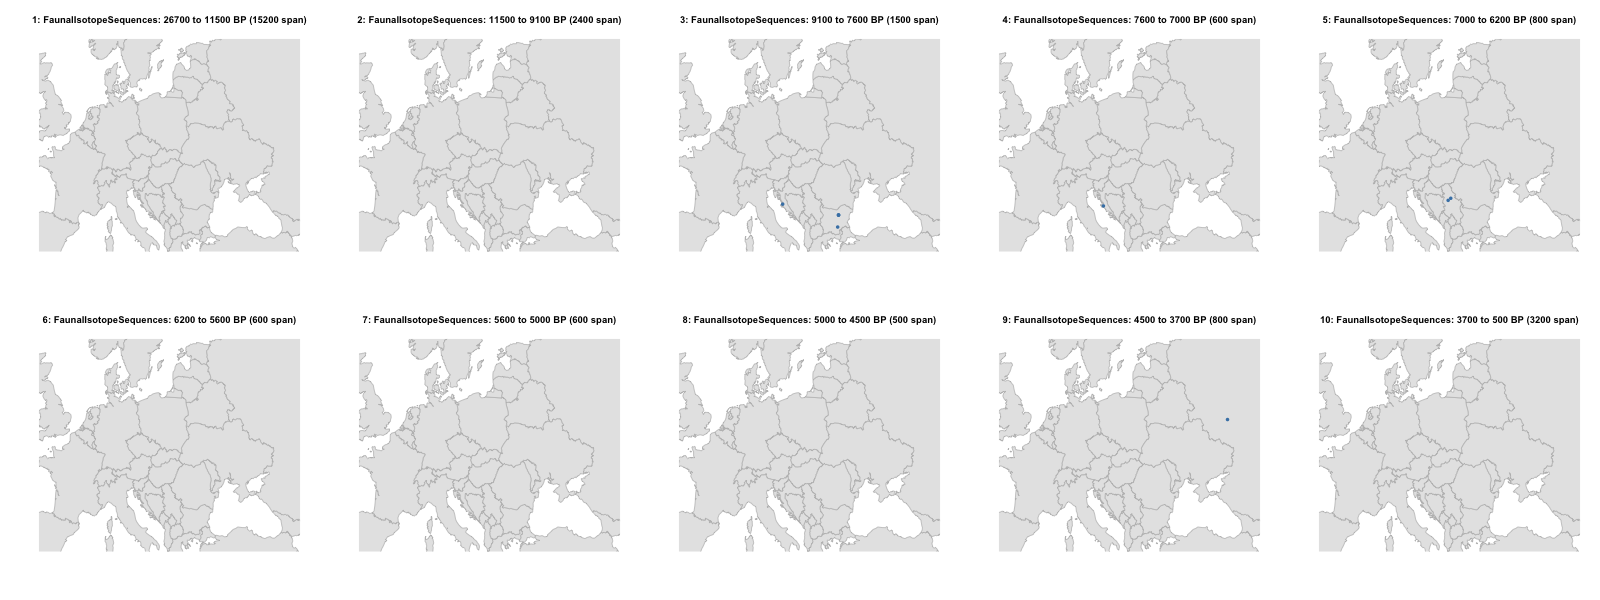 1: FaunalIsotopeSequences: 26700 to 11500 BP (15200 span)
2: FaunalIsotopeSequences: 11500 to 9100 BP (2400 span)
3: FaunalIsotopeSequences: 9100 to 7600 BP (1500 span)
4: FaunalIsotopeSequences: 7600 to 7000 BP (600 span)
5: FaunalIsotopeSequences: 7000 to 6200 BP (800 span)
6: FaunalIsotopeSequences: 6200 to 5600 BP (600 span)
7: FaunalIsotopeSequences: 5600 to 5000 BP (600 span)
8: FaunalIsotopeSequences: 5000 to 4500 BP (500 span)
9: FaunalIsotopeSequences: 4500 to 3700 BP (800 span)
10: FaunalIsotopeSequences: 3700 to 500 BP (3200 span)